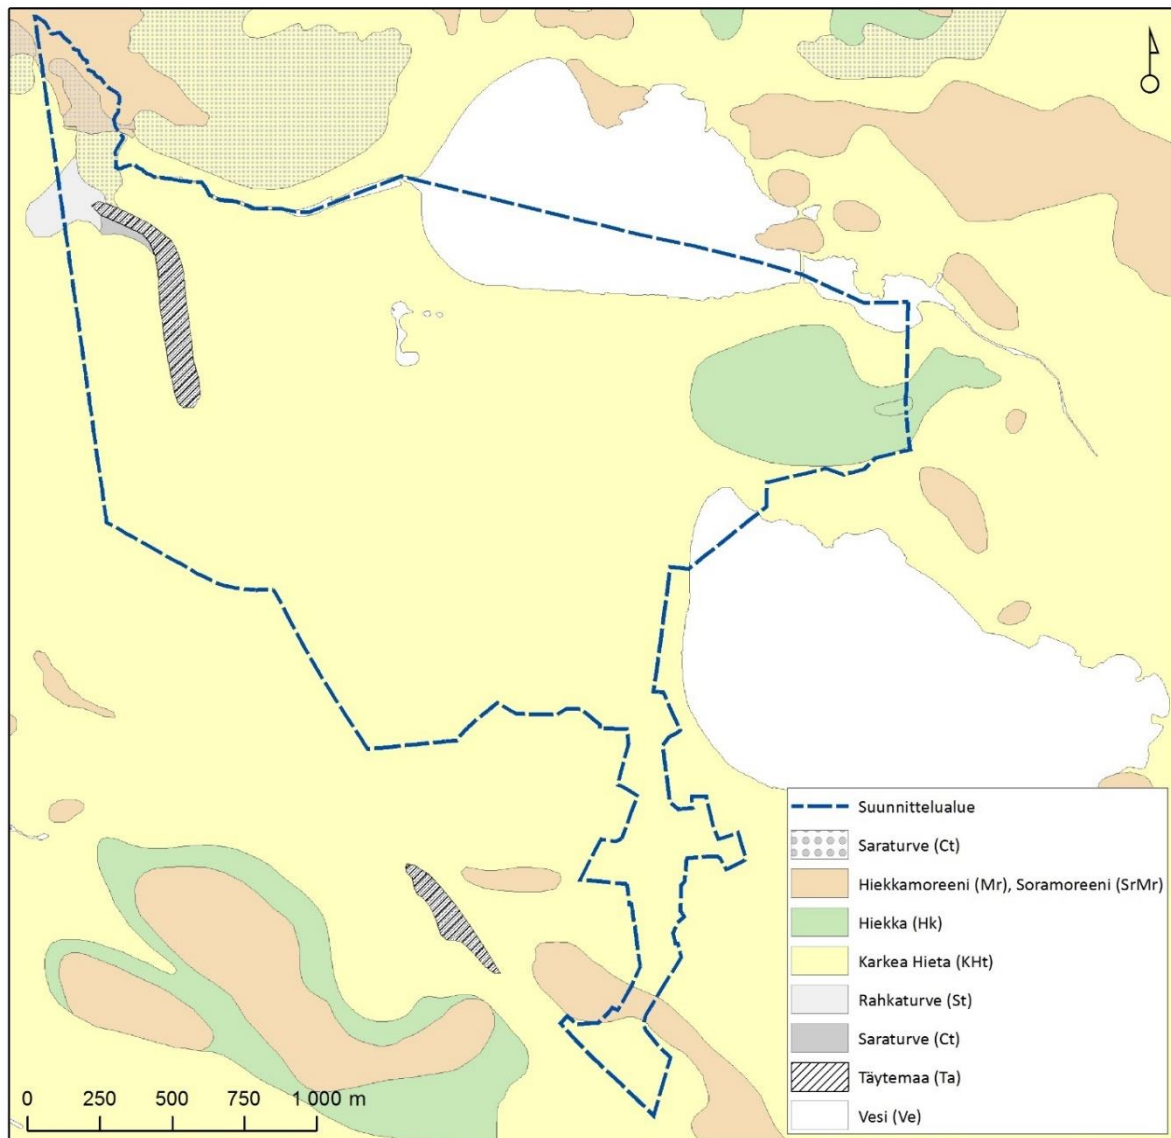 Suunnittelualue
Saraturve (Ct)
Hiekkamoreeni (Mr), Soramoreeni (SrMr)
Hiekka (Hk)
Karkea Hieta (KHt)
Rahkaturve (St)
Saraturve (Ct)
Täytemaa (Ta)
Vesi (Ve)
0 250 500 750 1 000 m